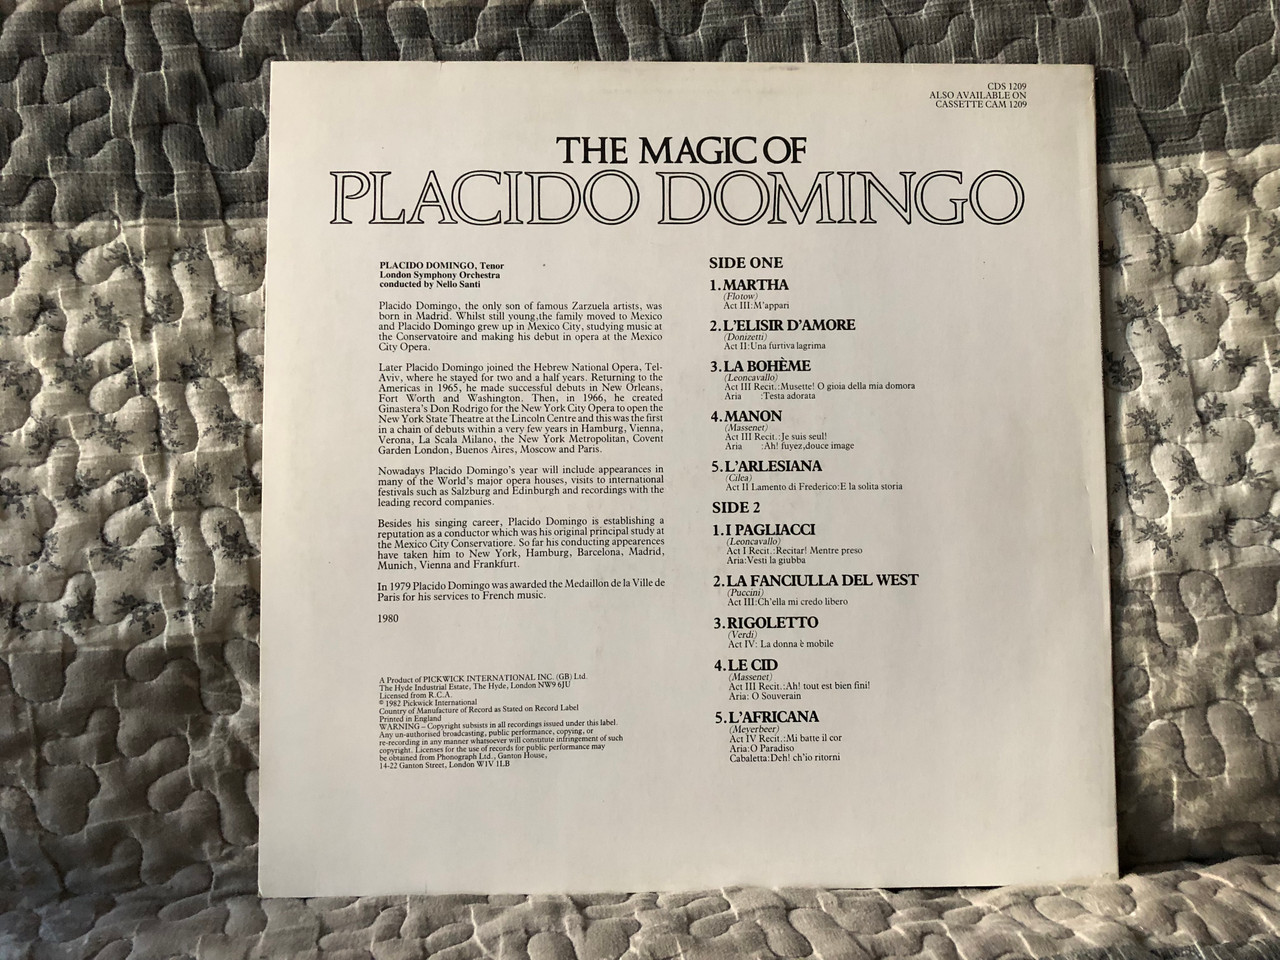 CDS 1209
ALSO AVAILABLE ON
CASSETTE CAM 1209
THE MAGIC OF
PLACIDO DOMINGO
PLACIDO DOMINGO, Tenor
London Symphony Orchestra
conducted by Nello Santi
Placido Domingo, the only son of famous Zarzuela artists, was
born in Madrid. Whilst still young,the family moved to Mexico
and Placido Domingo grew up in Mexico City, studying music at
the Conservatoire and making his debut in opera at the Mexico
City Opera.
Later Placido Domingo joined the Hebrew National Opera, Tel-
Aviv, where he stayed for two and a half years. Returning to the
Americas in 1965, he made successful debuts in New Orleans,
Fort Worth and Washington. Then, in 1966, he created
Ginastera's Don Rodrigo for the New York City Opera to open the
New York State Theatre at the Lincoln Centre and this was the first
in a chain of debuts within a very few years in Hamburg, Vienna,
Verona, La Scala Milano, the New York Metropolitan, Covent
Garden London, Buenos Aires, Moscow and Paris.
Nowadays Placido Domingo's year will include appearances in
many of the World's major opera houses, visits to international
festivals such as Salzburg and Edinburgh and recordings with the
leading record companies.
Besides his singing career, Placido Domingo is establishing a
reputation as a conductor which was his original principal study at
the Mexico City Conservatiore. So far his conducting appearences
have taken him to New York, Hamburg, Barcelona, Madrid,
Munich, Vienna and Frankfurt.
In 1979 Placido Domingo was awarded the Medaillon de la Ville de
Paris for his services to French music.
1980
A Product of PICKWICK INTERNATIONAL INC. (GB) Ltd.
The Hyde Industrial Estate, The Hyde, London NW9 6JU
Licensed from R.C.A.
℗ 1982 Pickwick International
Country of Manufacture of Record as Stated on Record Label
Printed in England
WARNING – Copyright subsists in all recordings issued under this label.
Any un-authorised broadcasting, public performance, copying, or
re-recording in any manner whatsoever will constitute infringement of such
copyright. Licenses for the use of records for public performance may
be obtained from Phonograph Ltd., Ganton House,
14-22 Ganton Street, London W1V 1LB
SIDE ONE
1. MARTHA
(Flotow)
Act III:M'appari
2. L'ELISIR D'AMORE
(Donizetti)
Act II:Una furtiva lagrima
3. LA BOHÈME
(Leoncavallo)
Act III Recit.:Musette! O gioia della mia domora
Aria :Testa adorata
4. MANON
(Massenet)
Act III Recit.:Je suis seul!
Aria :Ah! fuyez,douce image
5. L'ARLESIANA
(Cilea)
Act II Lamento di Frederico:E la solita storia
SIDE 2
1. I PAGLIACCI
(Leoncavallo)
Act I Recit.:Recitar! Mentre preso
Aria:Vesti la giubba
2. LA FANCIULLA DEL WEST
(Puccini)
Act III:Ch'ella mi credo libero
3. RIGOLETTO
(Verdi)
Act IV: La donna è mobile
4. LE CID
(Massenet)
Act III Recit.:Ah! tout est bien fini!
Aria: O Souverain
5. L'AFRICANA
(Meyerbeer)
Act IV Recit.:Mi batte il cor
Aria:O Paradiso
Cabaletta:Deh! ch'io ritorni